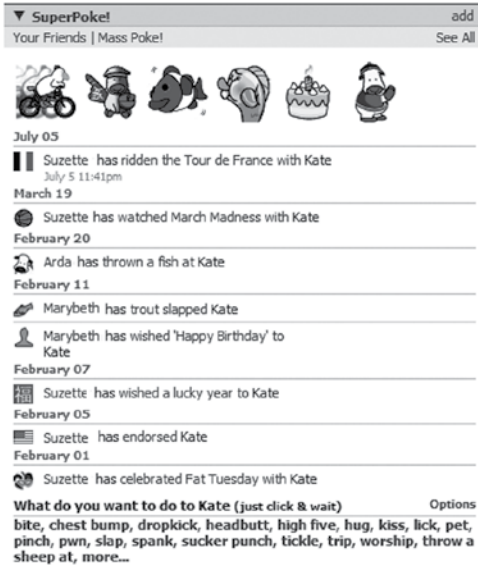 ▼ SuperPoke! add
Your Friends | Mass Poke! See All
July 05
Suzette has ridden the Tour de France with Kate
July 5 11:41pm
March 19
Suzette has watched March Madness with Kate
February 20
Arda has thrown a fish at Kate
February 11
Marybeth has trout slapped Kate
Marybeth has wished 'Happy Birthday' to
Kate
February 07
福 Suzette has wished a lucky year to Kate
February 05
Suzette has endorsed Kate
February 01
Suzette has celebrated Fat Tuesday with Kate
What do you want to do to Kate (just click & wait) Options
bite, chest bump, dropkick, headbutt, high five, hug, kiss, lick, pet,
pinch, pwn, slap, spank, sucker punch, tickle, trip, worship, throw a
sheep at, more...